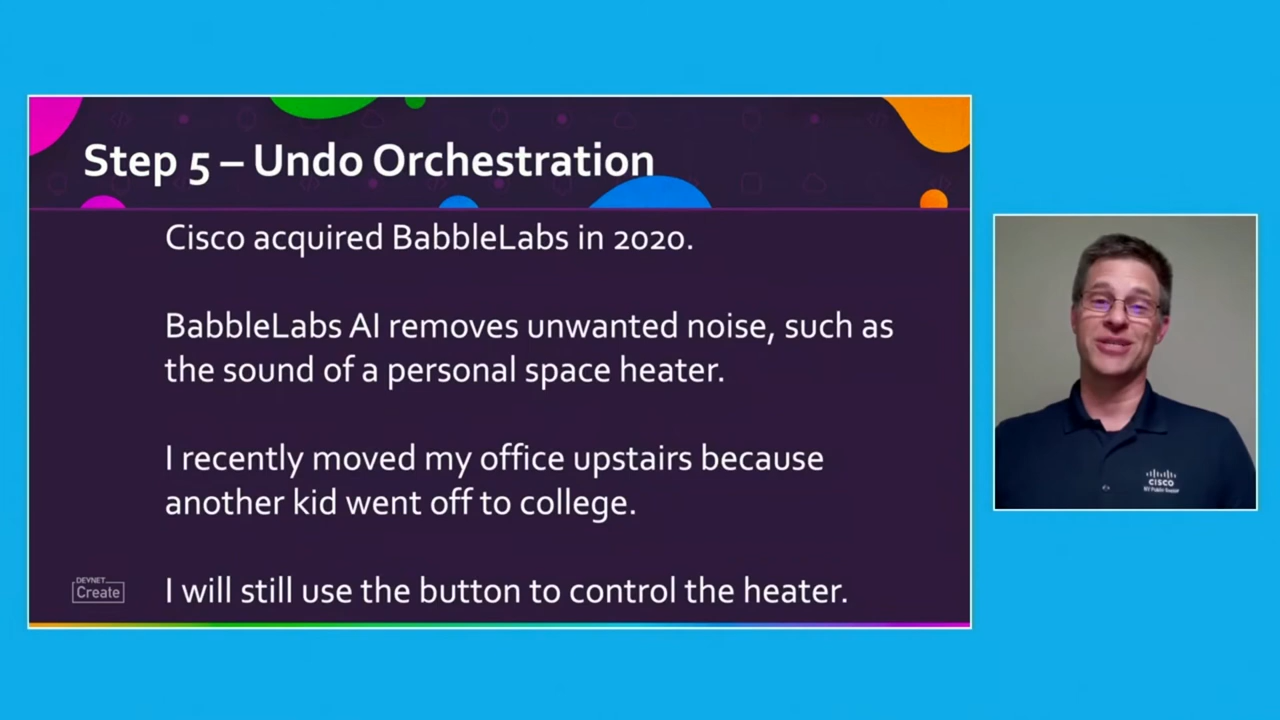 Step 5 – Undo Orchestration
Cisco acquired BabbleLabs in 2020.
BabbleLabs AI removes unwanted noise, such as
the sound of a personal space heater.
I recently moved my office upstairs because
another kid went off to college.
I will still use the button to control the heater.
DEVNET
Create
CISCO